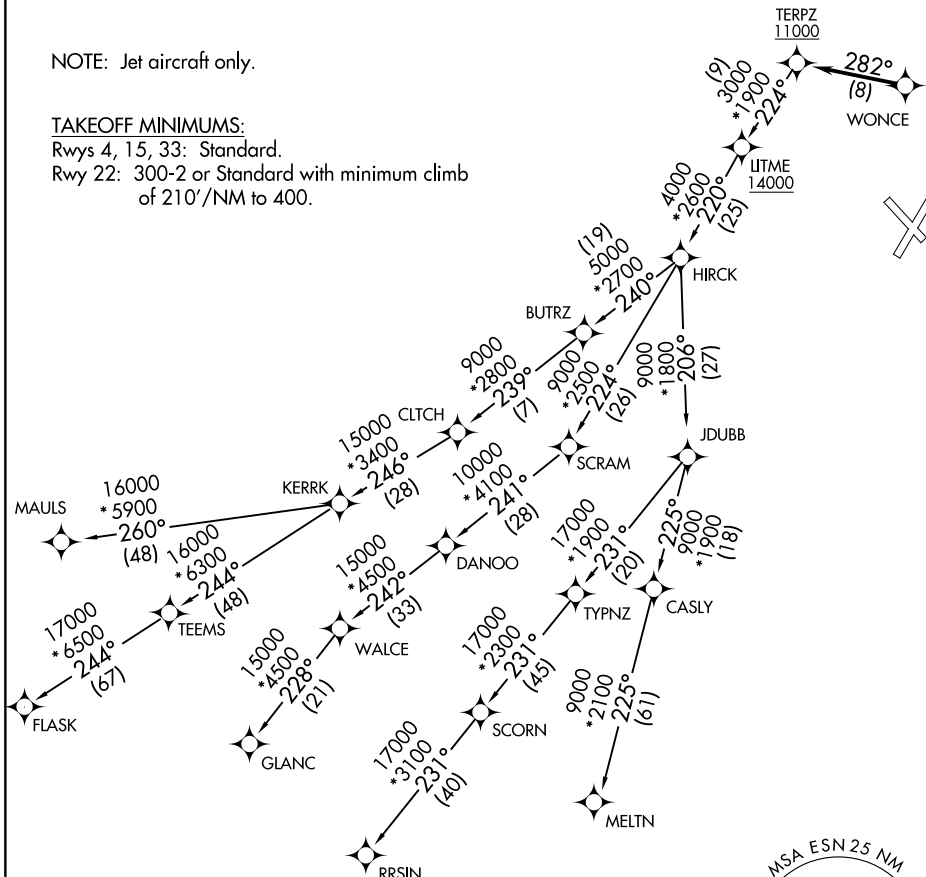 NOTE: Jet aircraft only.
TAKEOFF MINIMUMS:
Rwys 4, 15, 33: Standard.
Rwy 22: 300-2 or Standard with minimum climb
of 210'/NM to 400.
TERPZ
11000
282°
(8)
WONCE
(9)
3000
*1900
224°
LITME
14000
4000
*2600
220°
(25)
HIRCK
(19)
5000
*2700
240°
BUTRZ
9000
*2800
239°
(7)
9000
*2500
224°
(26)
9000
*1800
206°
(27)
CLTCH
SCRAM
JDUBB
15000
*3400
246°
(28)
KERRK
10000
*4100
241°
(28)
MAULS
16000
*5900
260°
(48)
16000
*6300
244°
(48)
DANOO
17000
*1900
231°
(20)
225°
9000
*1900
(18)
TYPNZ
CASLY
TEEMS
15000
*4500
242°
(33)
WALCE
17000
*6500
244°
(67)
FLASK
15000
*4500
228°
(21)
GLANC
17000
*2300
231°
(45)
SCORN
9000
*2100
225°
(61)
MELTN
17000
*3100
231°
(40)
RRSIN
MSA ESN 25 NM